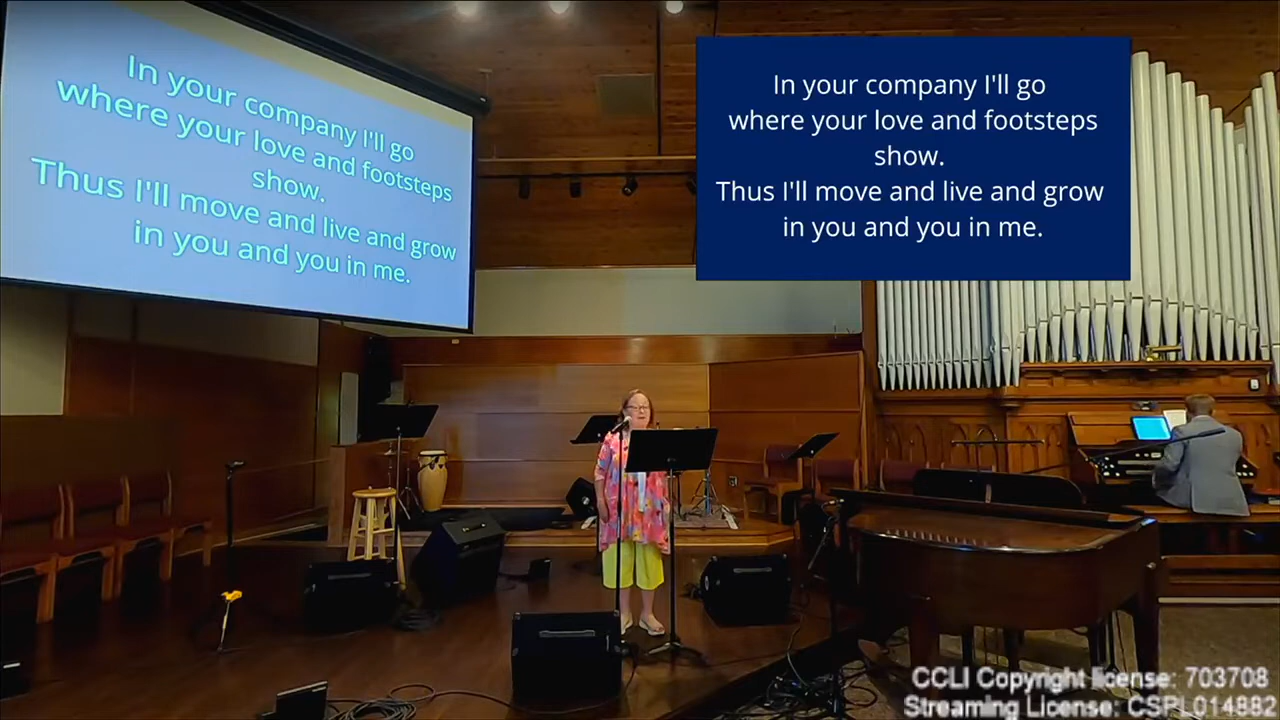 In your company I'll go
where your love and footsteps
show.
Thus I'll move and live and grow
in you and you in me.
In your company I'll go
where your love and footsteps
show.
Thus I'll move and live and grow
in you and you in me.
CCLI Copyright license: 703708
Streaming License: CSPL014882